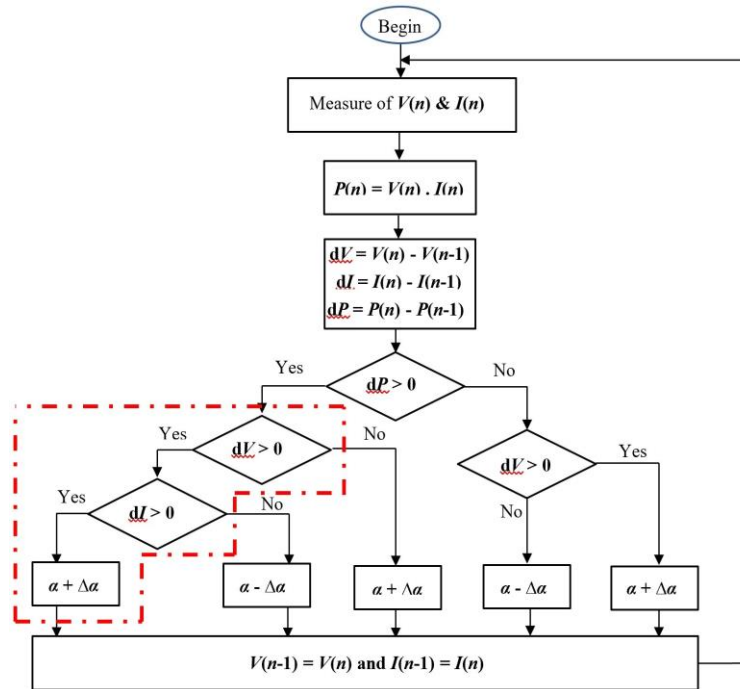 Begin
Measure of V(n) & I(n)
P(n) = V(n) . I(n)
dV = V(n) - V(n-1)
dI = I(n) - I(n-1)
dP = P(n) - P(n-1)
Yes
No
dP > 0
Yes
dV > 0
No
dV > 0
Yes
Yes
dI > 0
No
No
α + Δα
α - Δα
α + Δα
α - Δα
α + Δα
V(n-1) = V(n) and I(n-1) = I(n)